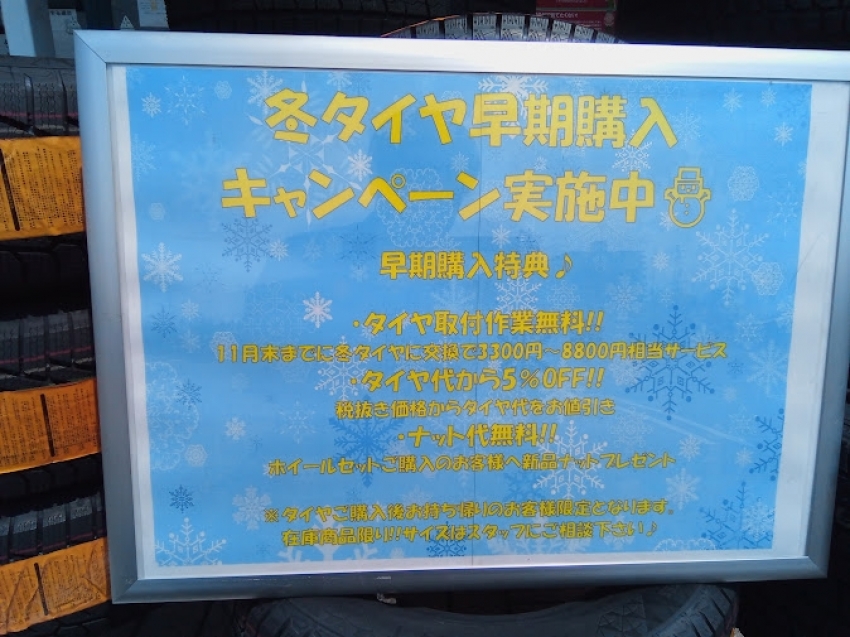 冬タイヤ早期購入
キャンペーン実施中
早期購入特典♪
・タイヤ取付作業無料!!
11月末までに冬タイヤに交換で3300円～8800円相当サービス
・タイヤ代から5%OFF!!
税抜き価格からタイヤ代をお値引き
・ナット代無料!!
ホイールセットご購入のお客様へ新品ナットプレゼント
※タイヤご購入後お持ち帰りのお客様限定となります。
在庫商品限り!!サイズはスタッフにご相談下さい♪